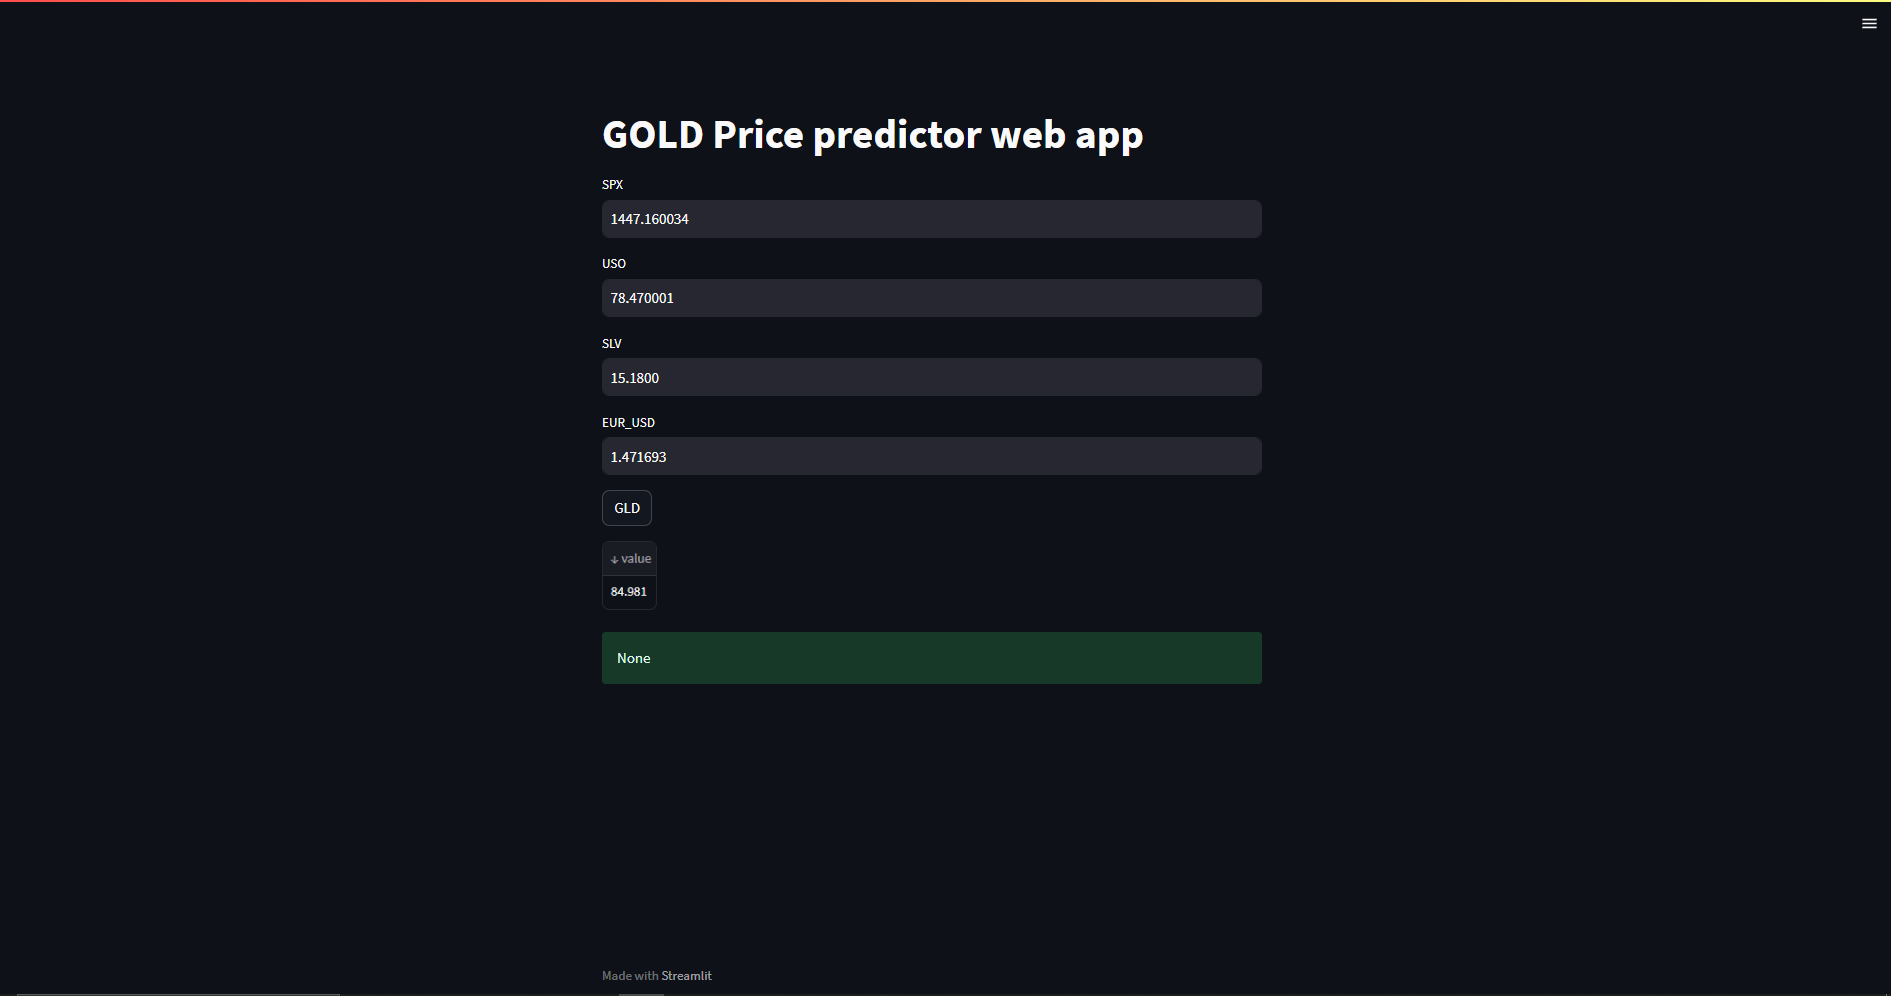 GOLD Price predictor web app
SPX
1447.160034
USO
78.470001
SLV
15.1800
EUR_USD
1.471693
GLD
↓ value
84.981
None
Made with Streamlit